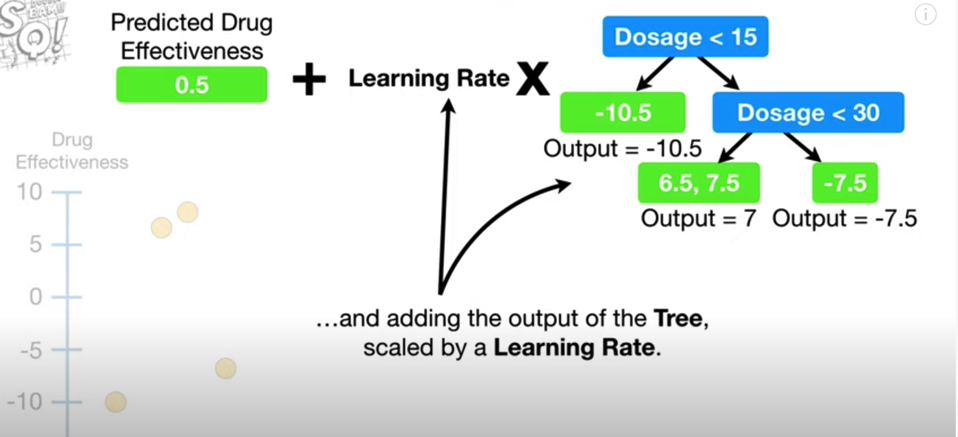 Predicted Drug
Effectiveness
0.5
+ Learning Rate X
Dosage < 15
-10.5
Output = -10.5
Dosage < 30
6.5, 7.5
Output = 7
-7.5
Output = -7.5
Drug
Effectiveness
10
5
0
-5
-10
...and adding the output of the Tree,
scaled by a Learning Rate.